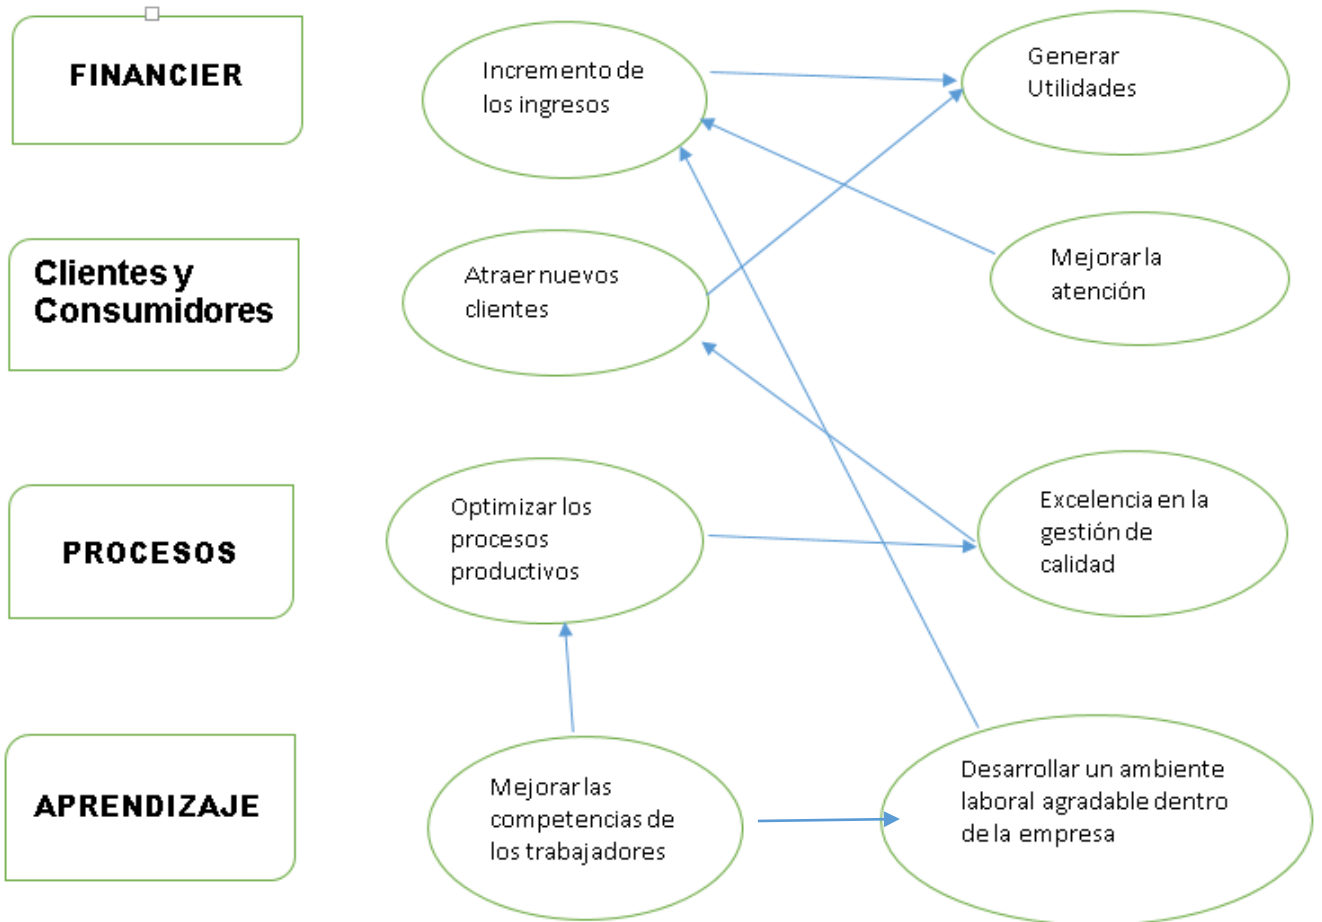 FINANCIER
Incremento de
los ingresos
Generar
Utilidades
Clientes y
Consumidores
Atraer nuevos
clientes
Mejorar la
atención
PROCESOS
Optimizar los
procesos
productivos
Excelencia en la
gestión de
calidad
APRENDIZAJE
Mejorar las
competencias de
los trabajadores
Desarrollar un ambiente
laboral agradable dentro
de la empresa